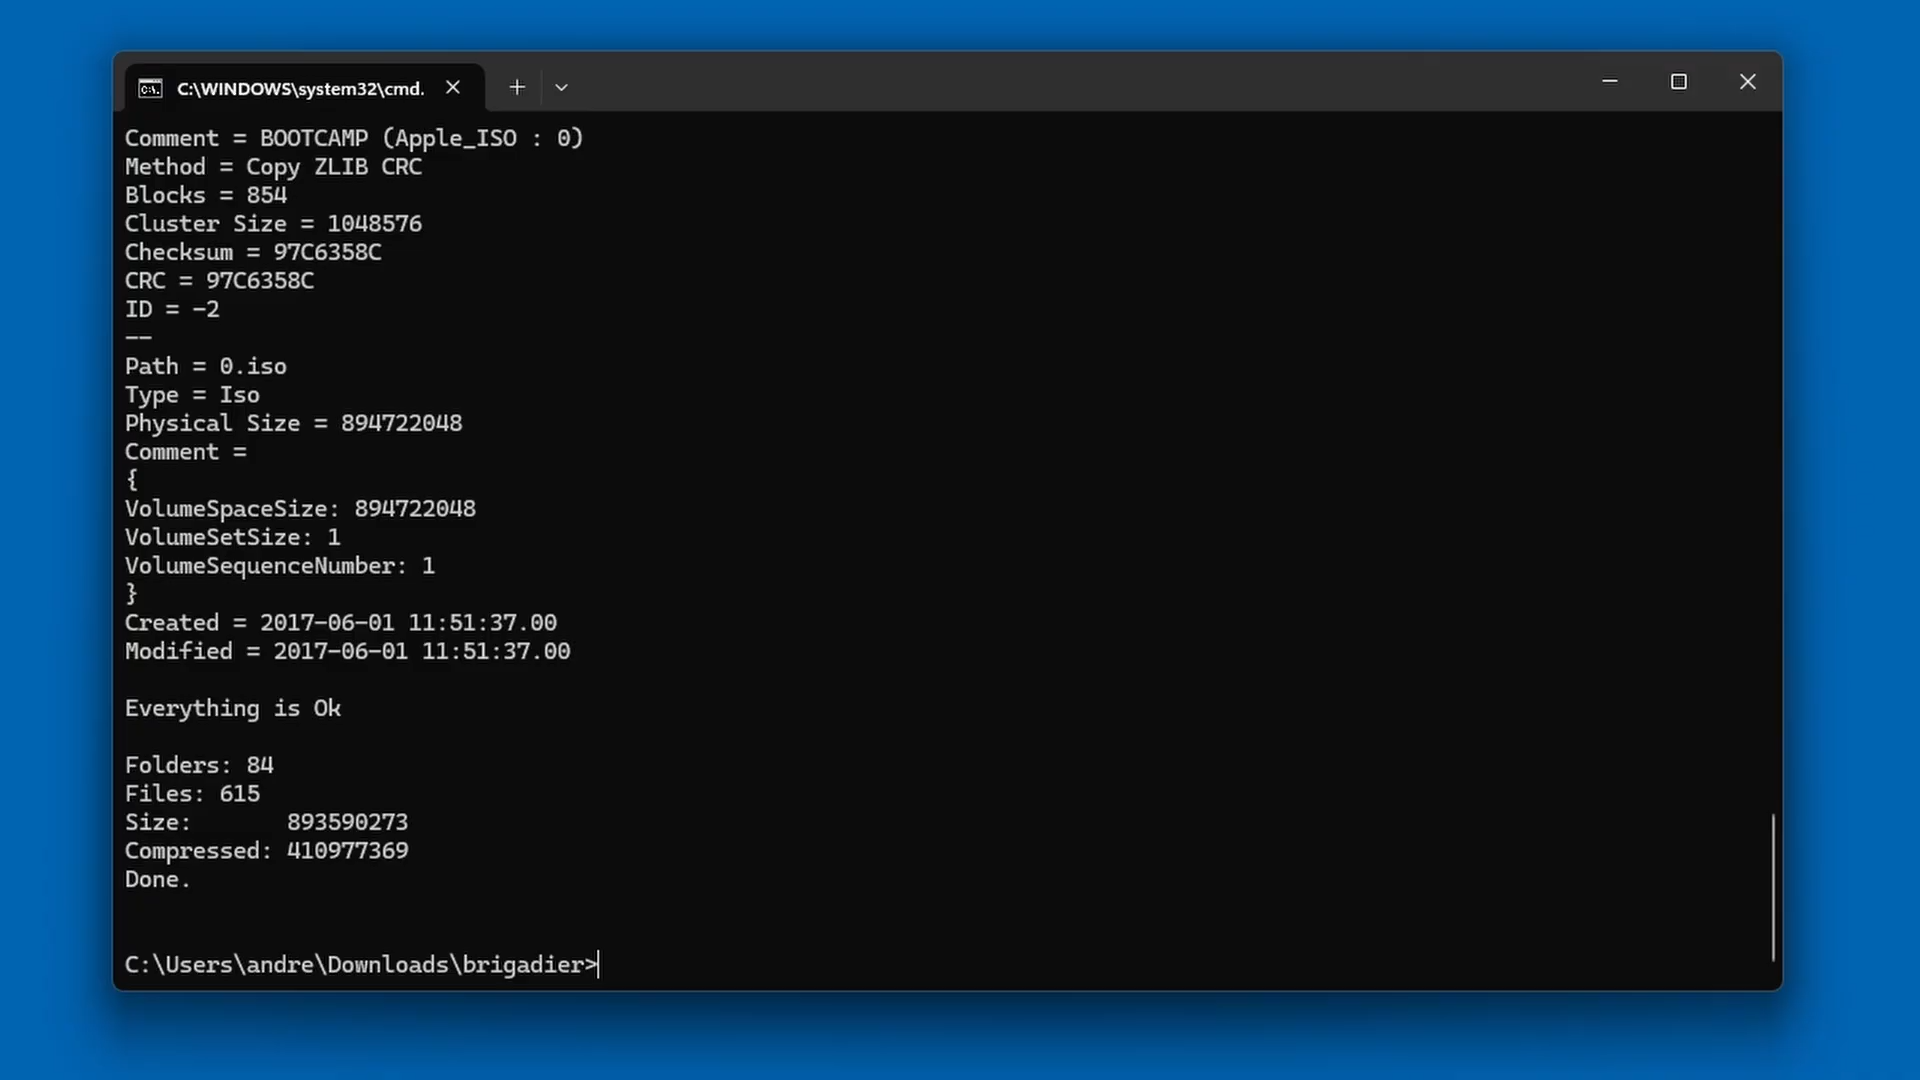 C:\WINDOWS\system32\cmd.
Comment = BOOTCAMP (Apple_ISO : 0)
Method = Copy ZLIB CRC
Blocks = 854
Cluster Size = 1048576
Checksum = 97C6358C
CRC = 97C6358C
ID = -2
--
Path = 0.iso
Type = Iso
Physical Size = 894722048
Comment =
{
VolumeSpaceSize: 894722048
VolumeSetSize: 1
VolumeSequenceNumber: 1
}
Created = 2017-06-01 11:51:37.00
Modified = 2017-06-01 11:51:37.00
Everything is Ok
Folders: 84
Files: 615
Size:       893590273
Compressed: 410977369
Done.
C:\Users\andre\Downloads\brigadier>